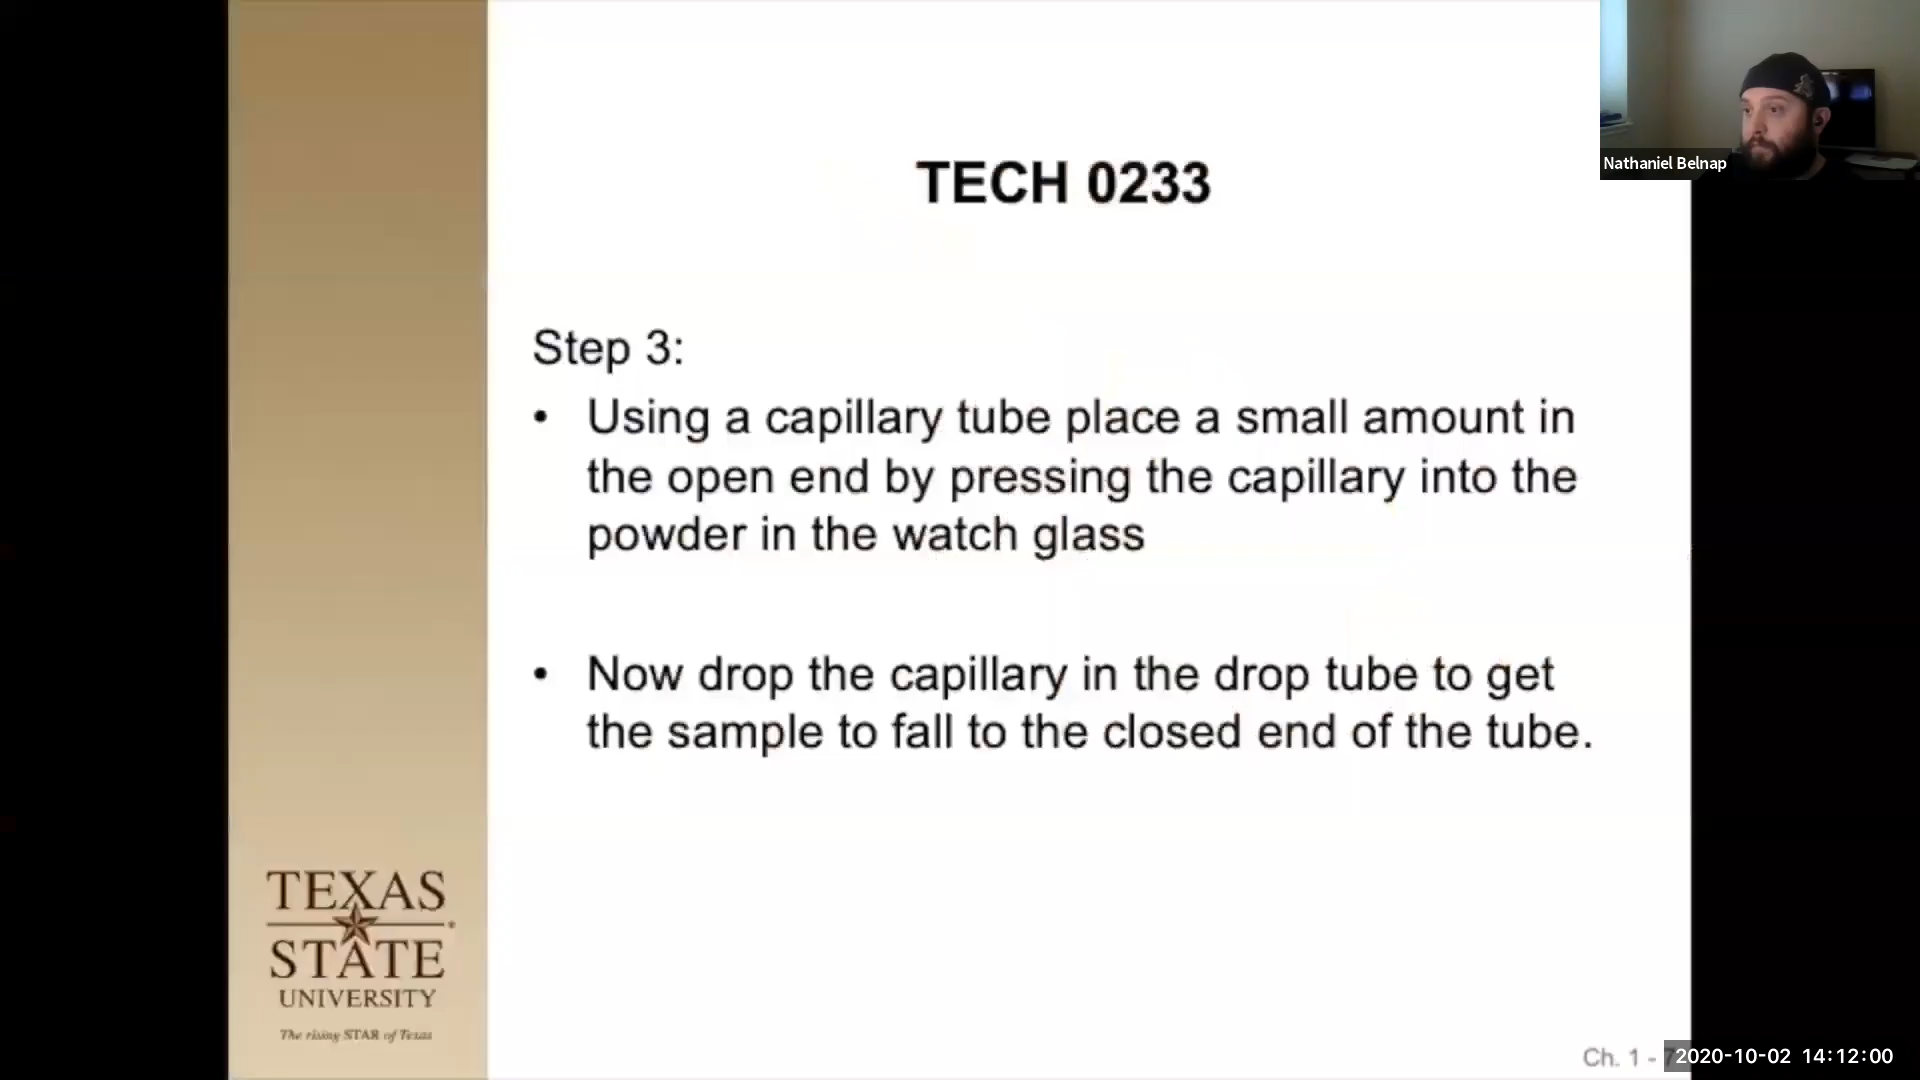 Nathaniel Belnap
TECH 0233
Step 3:
• Using a capillary tube place a small amount in
the open end by pressing the capillary into the
powder in the watch glass
• Now drop the capillary in the drop tube to get
the sample to fall to the closed end of the tube.
TEXAS
STATE
UNIVERSITY
The rising STAR of Texas
Ch. 1 -
2020-10-02 14:12:00